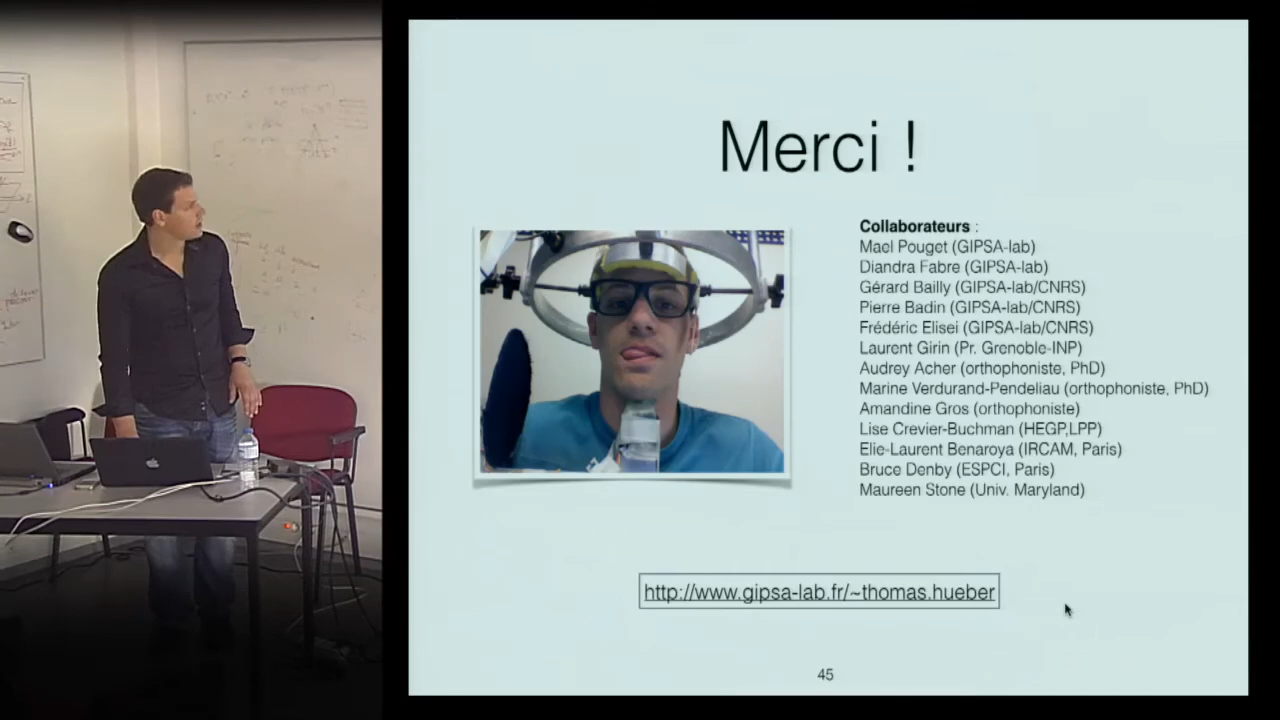 Merci !
Collaborateurs :
Mael Pouget (GIPSA-lab)
Diandra Fabre (GIPSA-lab)
Gérard Bailly (GIPSA-lab/CNRS)
Pierre Badin (GIPSA-lab/CNRS)
Frédéric Elisei (GIPSA-lab/CNRS)
Laurent Girin (Pr. Grenoble-INP)
Audrey Acher (orthophoniste, PhD)
Marine Verdurand-Pendeliau (orthophoniste, PhD)
Amandine Gros (orthophoniste)
Lise Crevier-Buchman (HEGP,LPP)
Elie-Laurent Benaroya (IRCAM, Paris)
Bruce Denby (ESPCI, Paris)
Maureen Stone (Univ. Maryland)
http://www.gipsa-lab.fr/~thomas.hueber
45